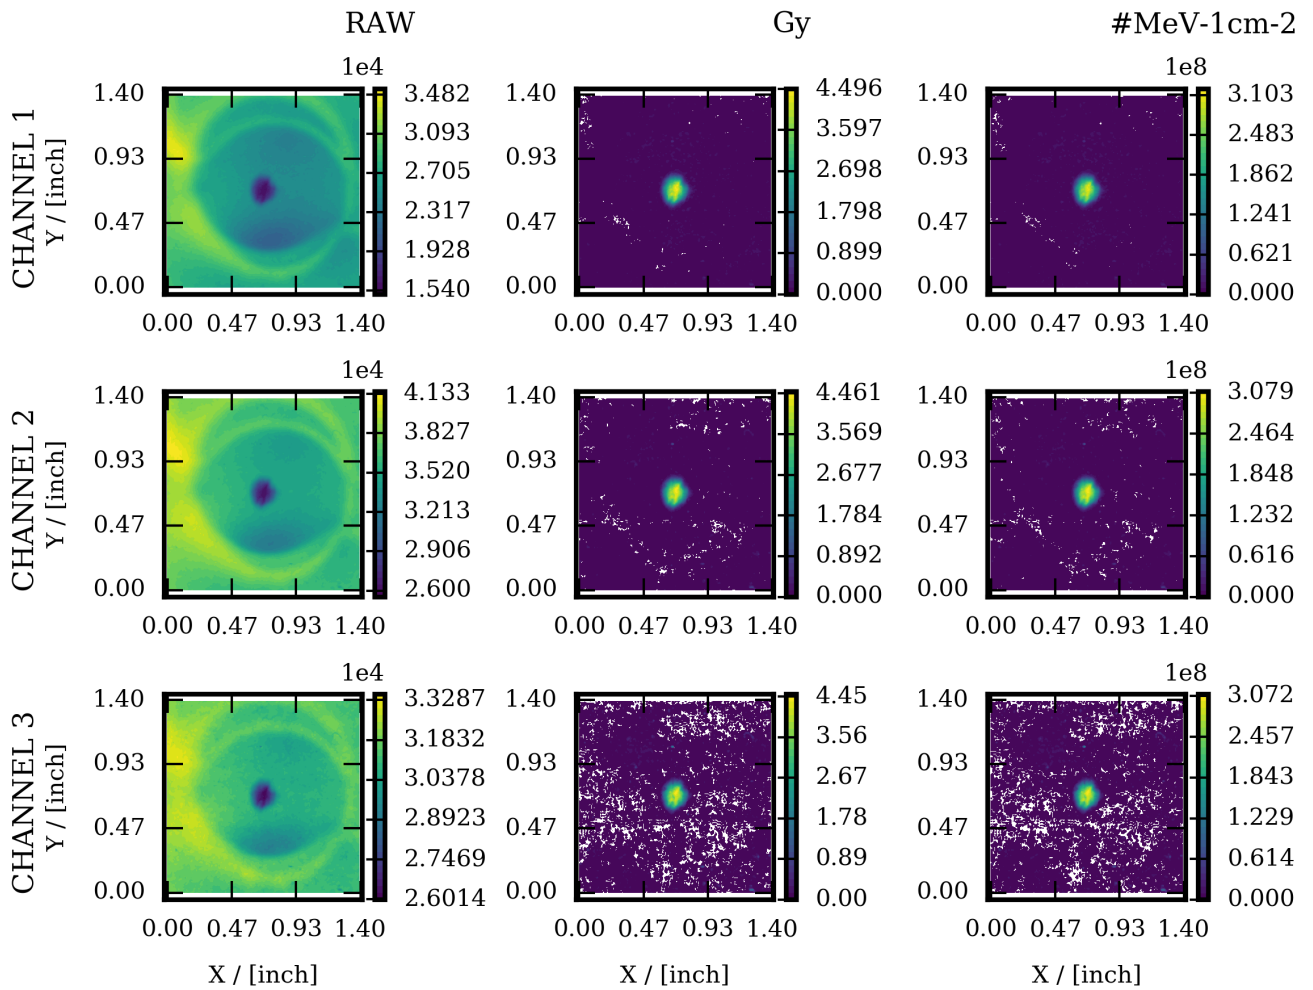 RAW Gy #MeV-1cm-2
1e4 1e8
CHANNEL 1
Y / [inch]
1.40 0.93 0.47 0.00
0.00 0.47 0.93 1.40
3.482 3.093 2.705 2.317 1.928 1.540
1.40 0.93 0.47 0.00
0.00 0.47 0.93 1.40
4.496 3.597 2.698 1.798 0.899 0.000
1.40 0.93 0.47 0.00
0.00 0.47 0.93 1.40
3.103 2.483 1.862 1.241 0.621 0.000
1e4 1e8
CHANNEL 2
Y / [inch]
1.40 0.93 0.47 0.00
0.00 0.47 0.93 1.40
4.133 3.827 3.520 3.213 2.906 2.600
1.40 0.93 0.47 0.00
0.00 0.47 0.93 1.40
4.461 3.569 2.677 1.784 0.892 0.000
1.40 0.93 0.47 0.00
0.00 0.47 0.93 1.40
3.079 2.464 1.848 1.232 0.616 0.000
1e4 1e8
CHANNEL 3
Y / [inch]
1.40 0.93 0.47 0.00
0.00 0.47 0.93 1.40
3.3287 3.1832 3.0378 2.8923 2.7469 2.6014
1.40 0.93 0.47 0.00
0.00 0.47 0.93 1.40
4.45 3.56 2.67 1.78 0.89 0.00
1.40 0.93 0.47 0.00
0.00 0.47 0.93 1.40
3.072 2.457 1.843 1.229 0.614 0.000
X / [inch] X / [inch] X / [inch]